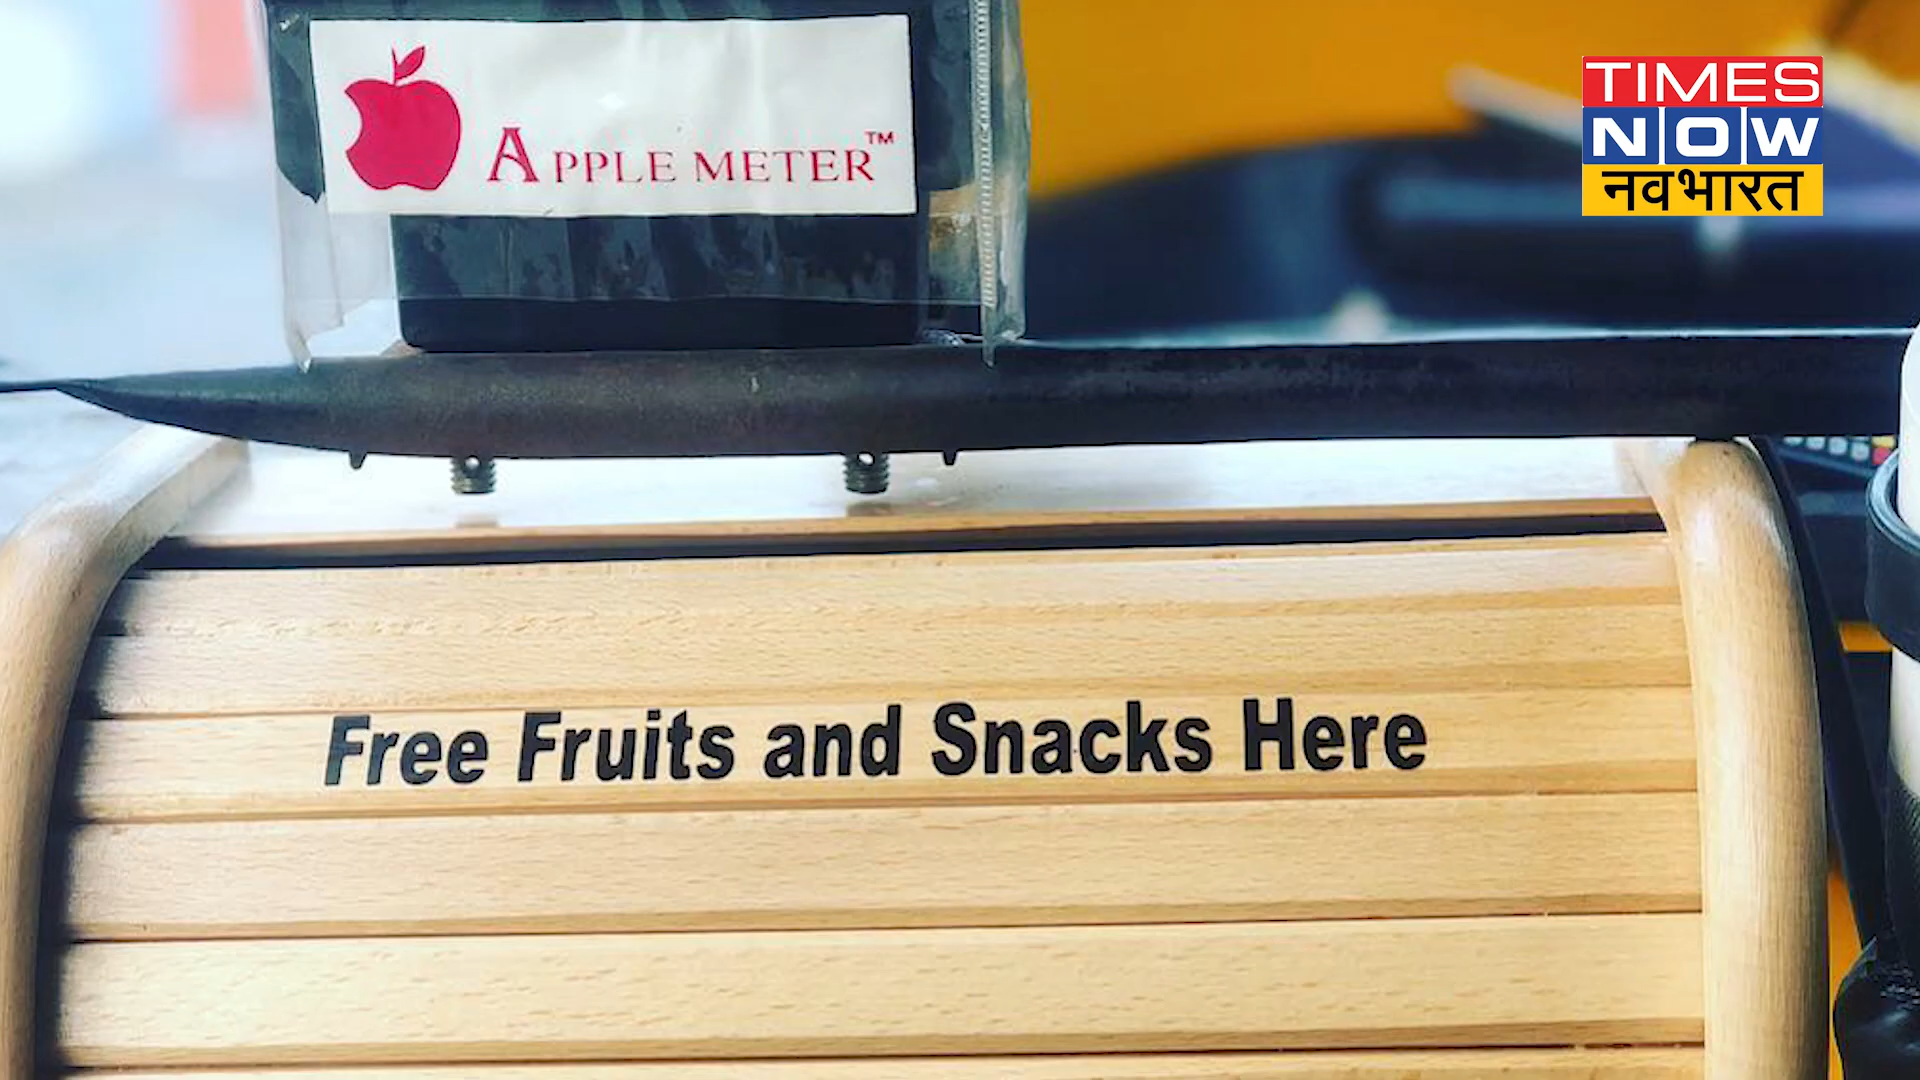 APPLE METER™
TIMES
NOW
नवभारत
Free Fruits and Snacks Here